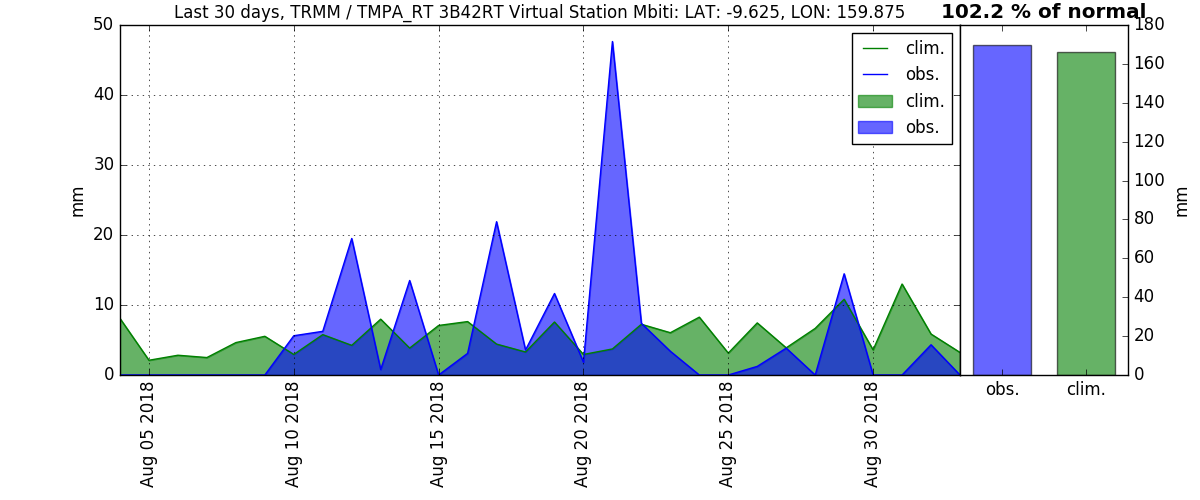 Last 30 days, TRMM / TMPA_RT 3B42RT Virtual Station Mbiti: LAT: -9.625, LON: 159.875
102.2 % of normal
mm
50
40
30
20
10
0
clim.
obs.
clim.
obs.
Aug 05 2018
Aug 10 2018
Aug 15 2018
Aug 20 2018
Aug 25 2018
Aug 30 2018
180
160
140
120
100
80
60
40
20
0
mm
obs.
clim.